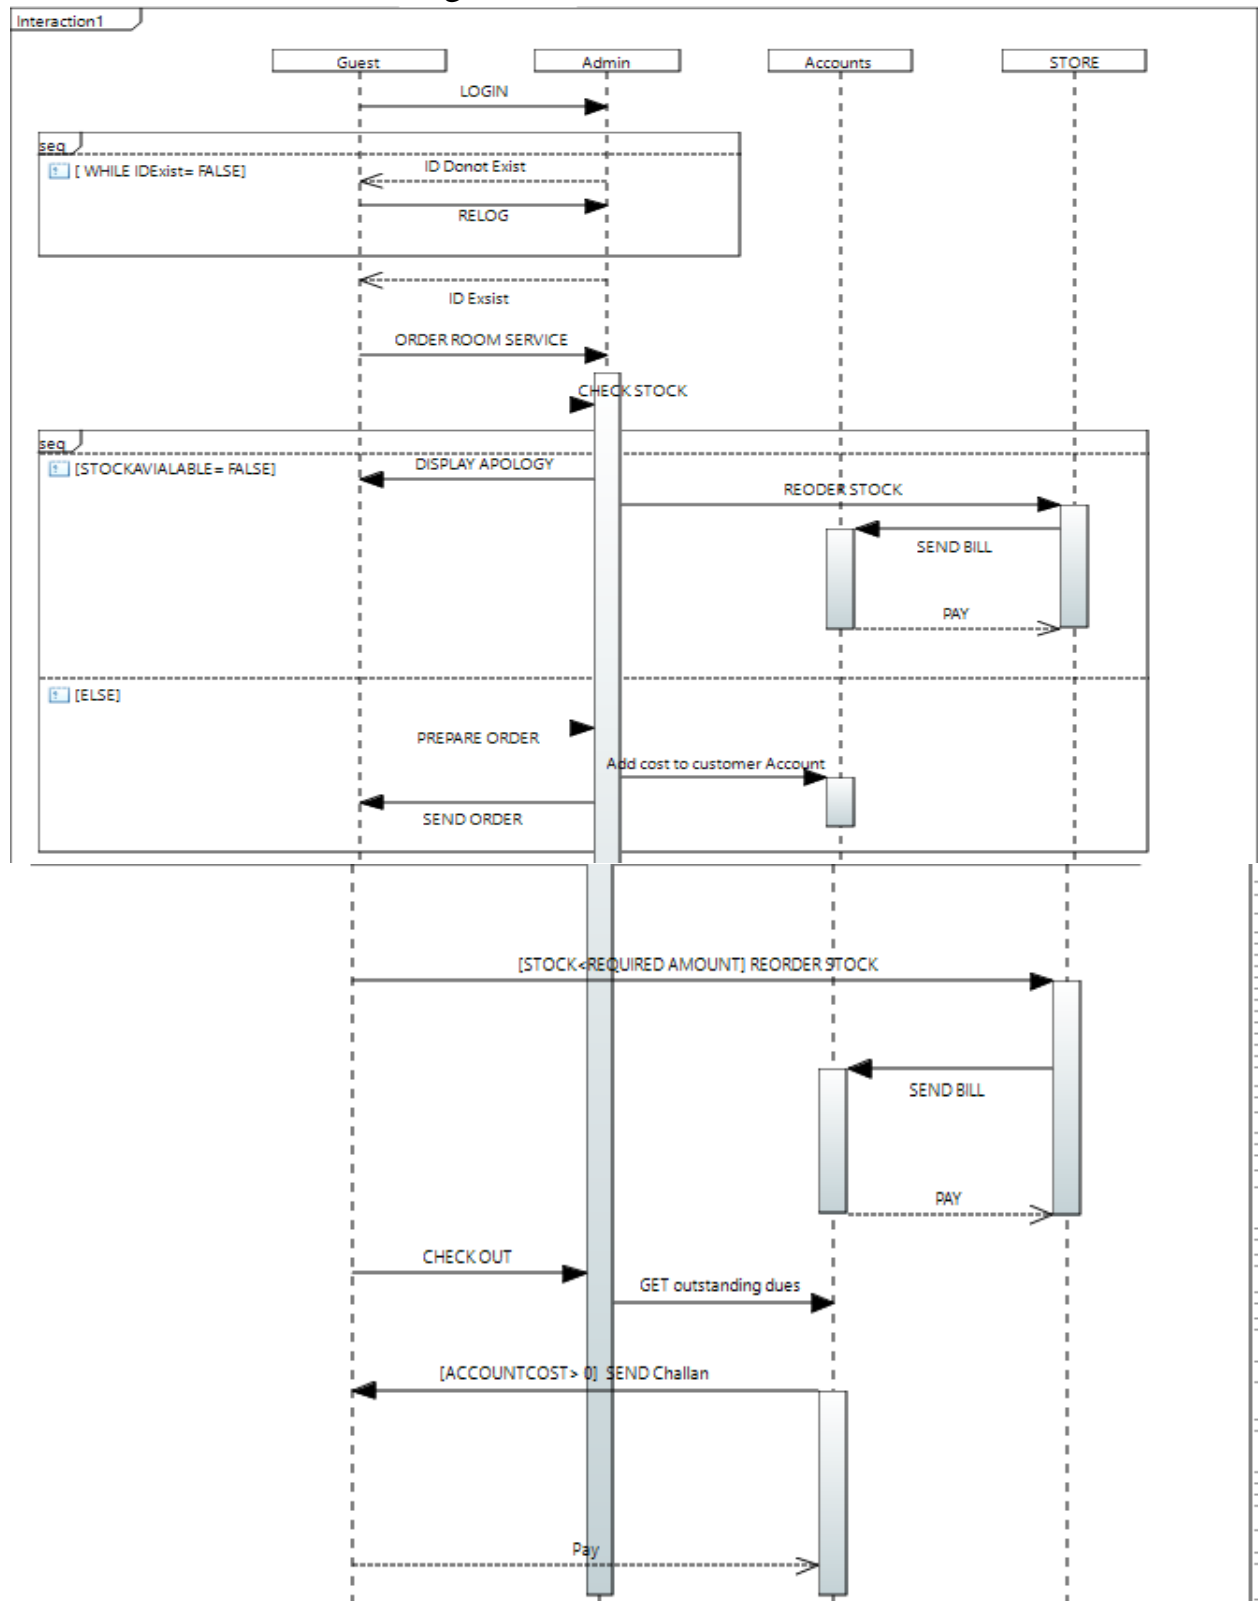 Interaction1
Guest
Admin
Accounts
STORE
LOGIN
seq
[ WHILE IDExist= FALSE]
ID Donot Exist
RELOG
ID Exsist
ORDER ROOM SERVICE
CHECK STOCK
seq
[STOCKAVIALABLE= FALSE]
DISPLAY APOLOGY
REODER STOCK
SEND BILL
PAY
[ELSE]
PREPARE ORDER
Add cost to customer Account
SEND ORDER
[STOCK<REQUIRED AMOUNT] REORDER STOCK
SEND BILL
PAY
CHECK OUT
GET outstanding dues
[ACCOUNTCOST> 0] SEND Challan
Pay